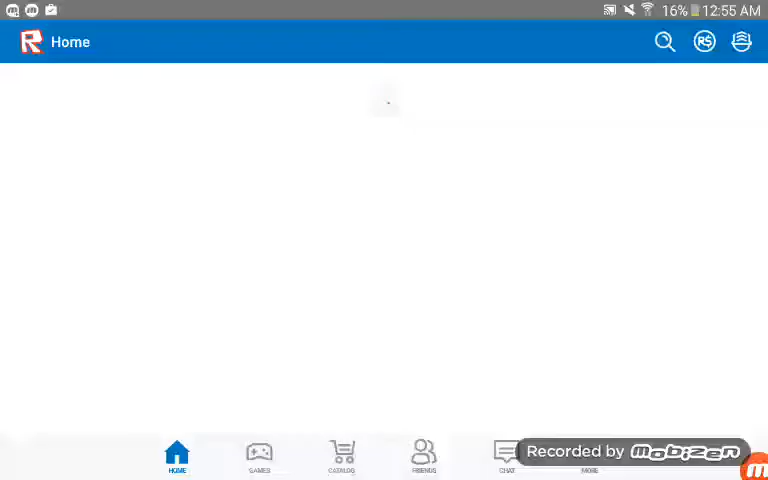 16% 12:55 AM
R Home R$
HOME GAMES CATALOG FRIENDS CHAT MORE
Recorded by mobizen